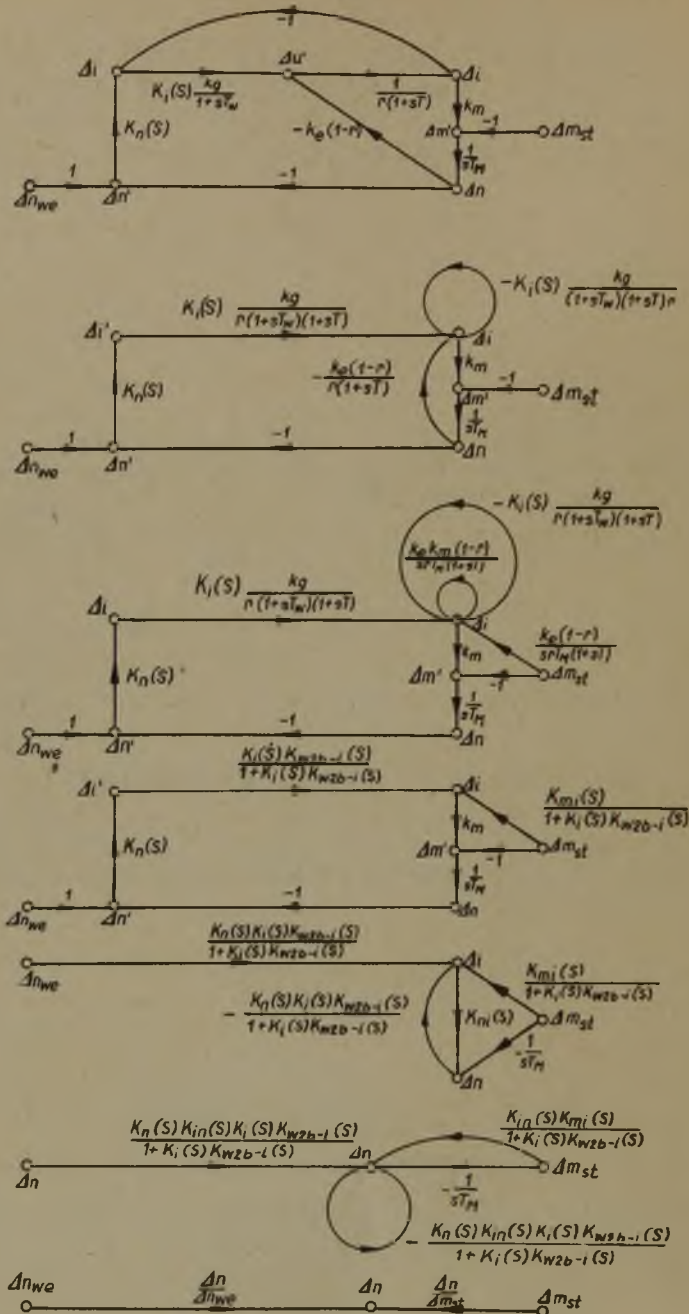 -1
Δi Δu' Δi
K_i(S) kg/(1+sT_w) 1/(r(1+sT)) k_m
K_n(S) -k_e(1-r) Δm' -1 Δm_st
1/(sT_M)
1 -1
Δn_we Δn' Δn
K_i(S) kg/(r(1+sT_w)(1+sT)) -K_i(S) kg/((1+sT_w)(1+sT)r)
Δi' Δi
K_n(S) -k_e(1-r)/(r(1+sT)) k_m -1
Δm' Δm_st
1 -1 1/(sT_M)
Δn_we Δn' Δn
-K_i(S) kg/(r(1+sT_w)(1+sT))
K_i(S) kg/(r(1+sT_w)(1+sT)) k_e k_m(1-r)/(srT_M(1+sT))
Δi Δi k_e(1-r)/(srT_M(1+sT))
K_n(S) k_m
Δm' -1 Δm_st
1 -1 1/(sT_M)
Δn_we Δn' Δn
K_i(S)K_w2b-i(S)/(1+K_i(S)K_w2b-i(S))
Δi' Δi K_mi(S)/(1+K_i(S)K_w2b-i(S))
K_n(S) k_m
Δm' -1 Δm_st
1 -1 1/(sT_M)
Δn_we Δn' Δn
K_n(S)K_i(S)K_w2b-i(S)/(1+K_i(S)K_w2b-i(S))
Δn_we Δi K_mi(S)/(1+K_i(S)K_w2b-i(S))
-K_n(S)K_i(S)K_w2b-i(S)/(1+K_i(S)K_w2b-i(S)) K_ni(S) Δm_st
-1/(sT_M)
Δn
K_n(S)K_in(S)K_i(S)K_w2b-i(S)/(1+K_i(S)K_w2b-i(S)) K_in(S)K_mi(S)/(1+K_i(S)K_w2b-i(S))
Δn Δn Δm_st
-1/(sT_M)
-K_n(S)K_in(S)K_i(S)K_w2b-i(S)/(1+K_i(S)K_w2b-i(S))
Δn_we Δn/Δn_we Δn Δn/Δm_st Δm_st